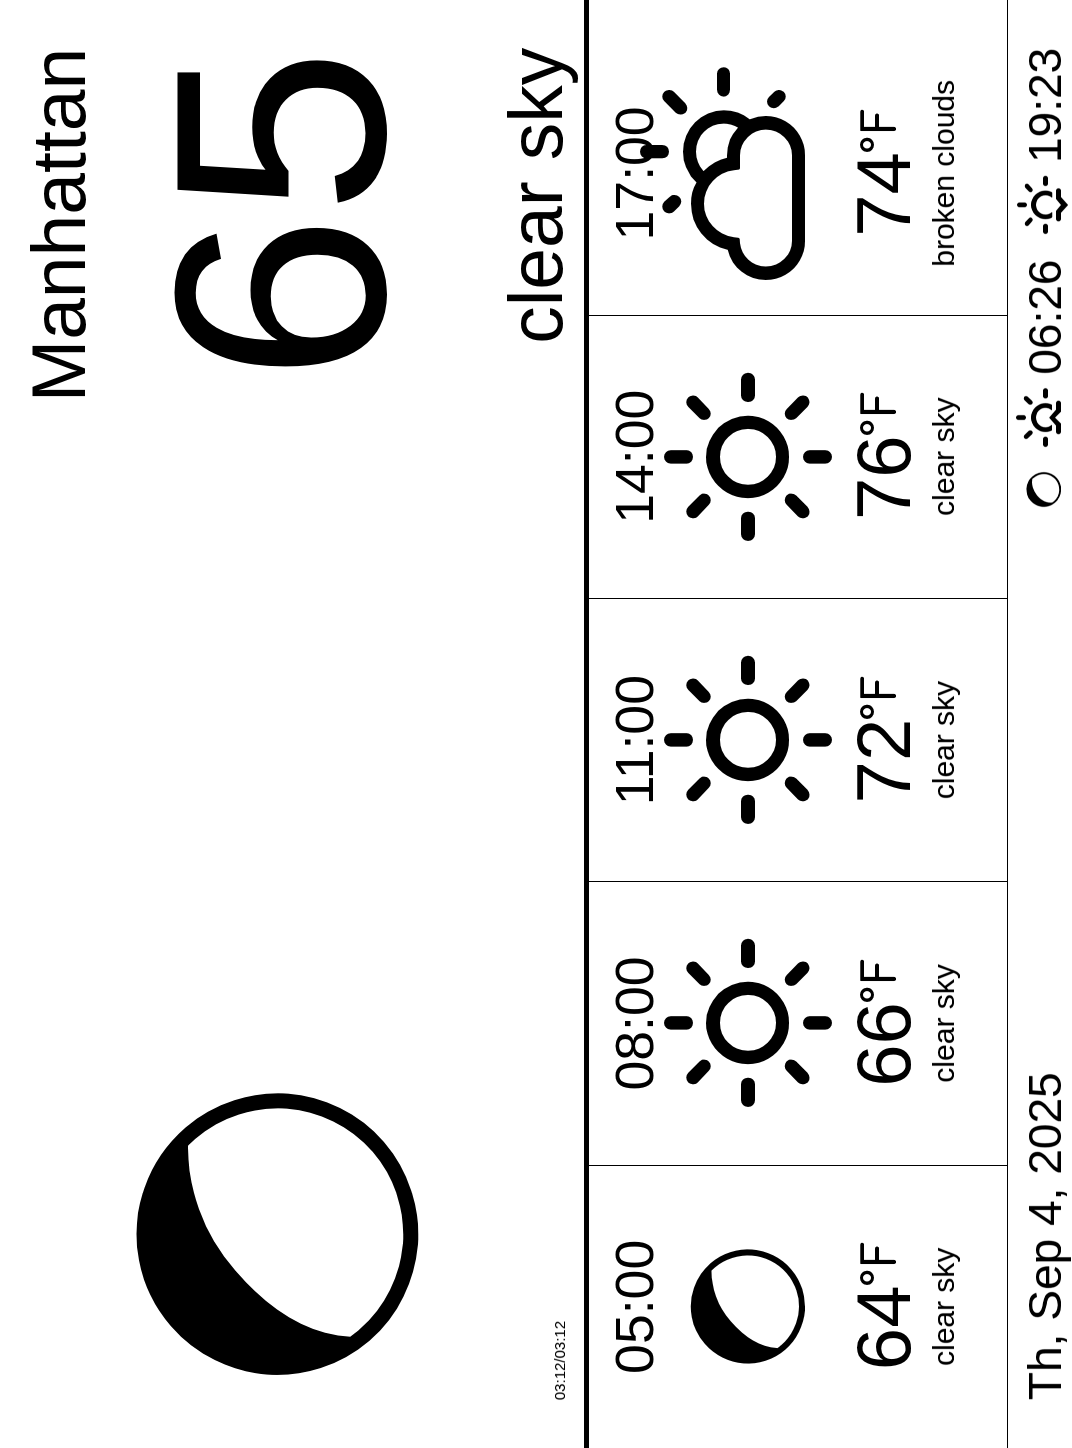 Manhattan
65
clear sky
03:12/03:12
05:00
64°F
clear sky
08:00
66°F
clear sky
11:00
72°F
clear sky
14:00
76°F
clear sky
17:00
74°F
broken clouds
Th, Sep 4, 2025
06:26 19:23